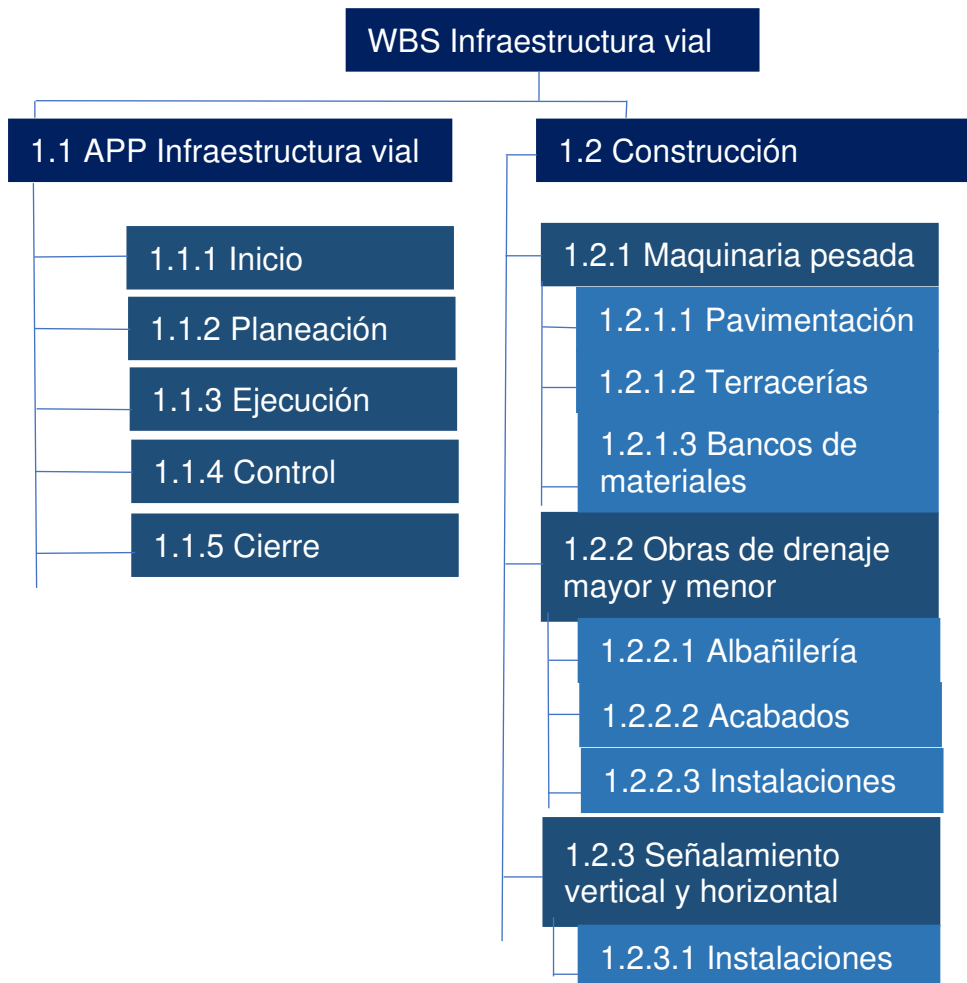 WBS Infraestructura vial
1.1 APP Infraestructura vial
1.1.1 Inicio
1.1.2 Planeación
1.1.3 Ejecución
1.1.4 Control
1.1.5 Cierre
1.2 Construcción
1.2.1 Maquinaria pesada
1.2.1.1 Pavimentación
1.2.1.2 Terracerías
1.2.1.3 Bancos de
materiales
1.2.2 Obras de drenaje
mayor y menor
1.2.2.1 Albañilería
1.2.2.2 Acabados
1.2.2.3 Instalaciones
1.2.3 Señalamiento
vertical y horizontal
1.2.3.1 Instalaciones